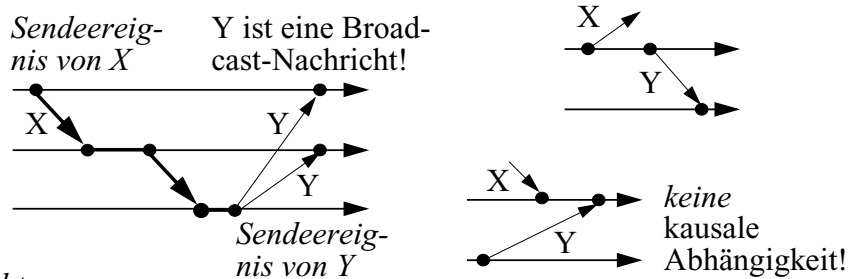 Sendeereig-
nis von X
Y ist eine Broad-
cast-Nachricht!
X
Y
Y
Sendeereig-
nis von Y
X
Y
X
Y
keine
kausale
Abhängigkeit!